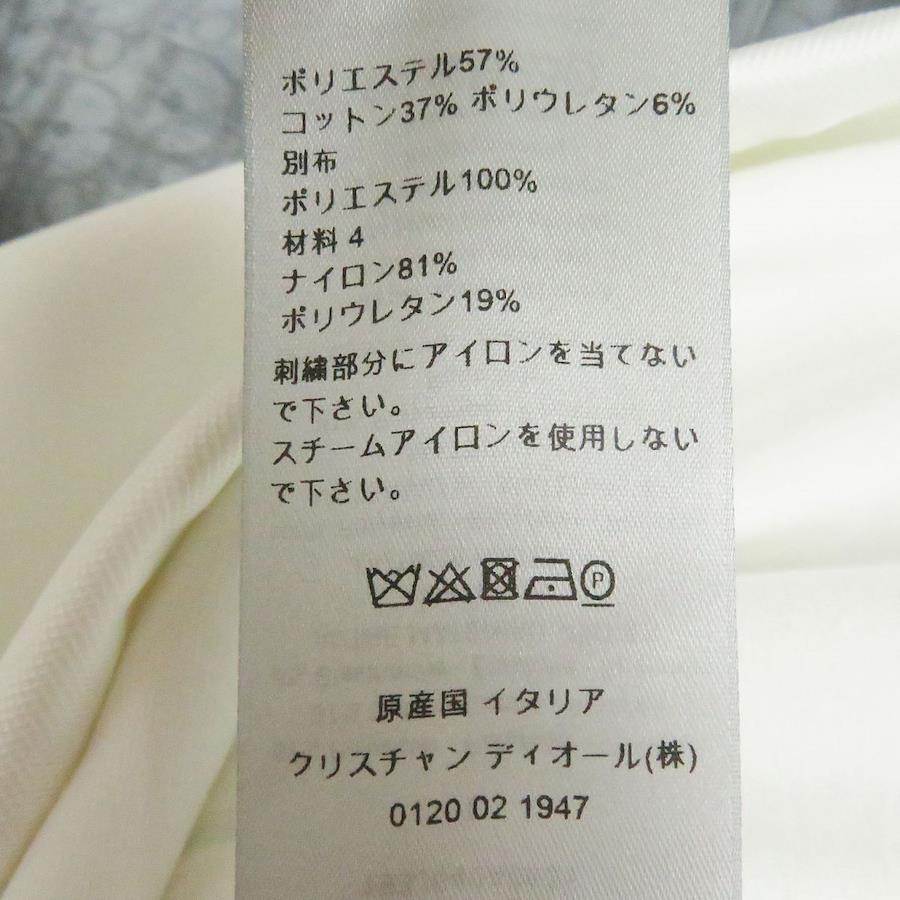 ポリエステル57%
コットン37% ポリウレタン6%
別布
ポリエステル100%
材料 4
ナイロン81%
ポリウレタン19%
刺繍部分にアイロンを当てない
で下さい。
スチームアイロンを使用しない
で下さい。
P
原産国 イタリア
クリスチャン ディオール(株)
0120 02 1947